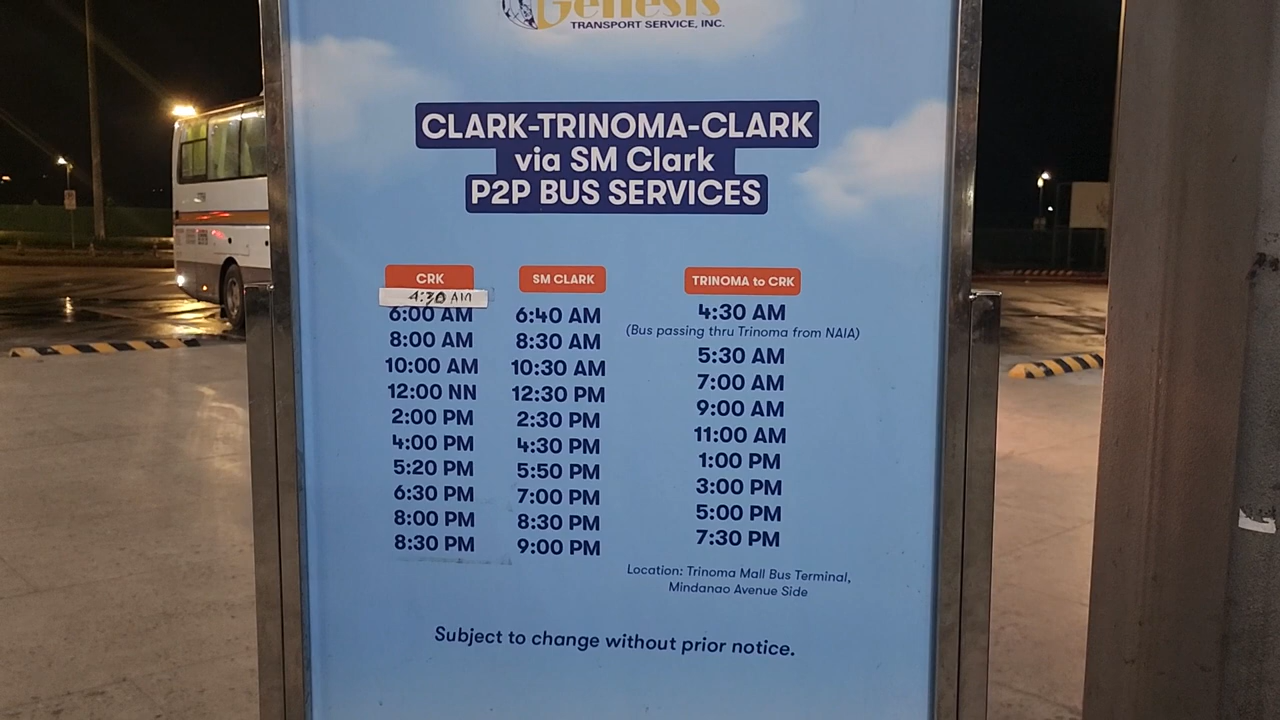 Genesis
TRANSPORT SERVICE, INC.
CLARK-TRINOMA-CLARK
via SM Clark
P2P BUS SERVICES
CRK SM CLARK TRINOMA to CRK
4:30 AM
6:00 AM 6:40 AM 4:30 AM
(Bus passing thru Trinoma from NAIA)
8:00 AM 8:30 AM 5:30 AM
10:00 AM 10:30 AM 7:00 AM
12:00 NN 12:30 PM 9:00 AM
2:00 PM 2:30 PM 11:00 AM
4:00 PM 4:30 PM 1:00 PM
5:20 PM 5:50 PM 3:00 PM
6:30 PM 7:00 PM 5:00 PM
8:00 PM 8:30 PM 7:30 PM
8:30 PM 9:00 PM
Location: Trinoma Mall Bus Terminal,
Mindanao Avenue Side
Subject to change without prior notice.